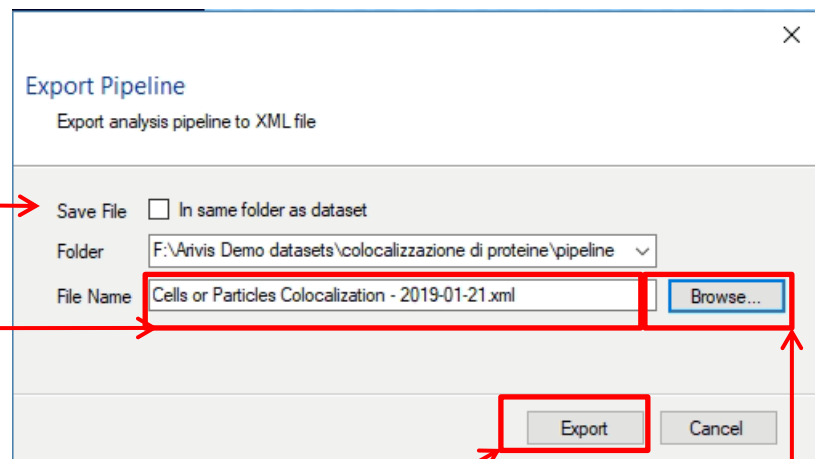 Export Pipeline
Export analysis pipeline to XML file
Save File In same folder as dataset
Folder F:\Arivis Demo datasets\colocalizzazione di proteine\pipeline
File Name Cells or Particles Colocalization - 2019-01-21.xml Browse...
Export Cancel